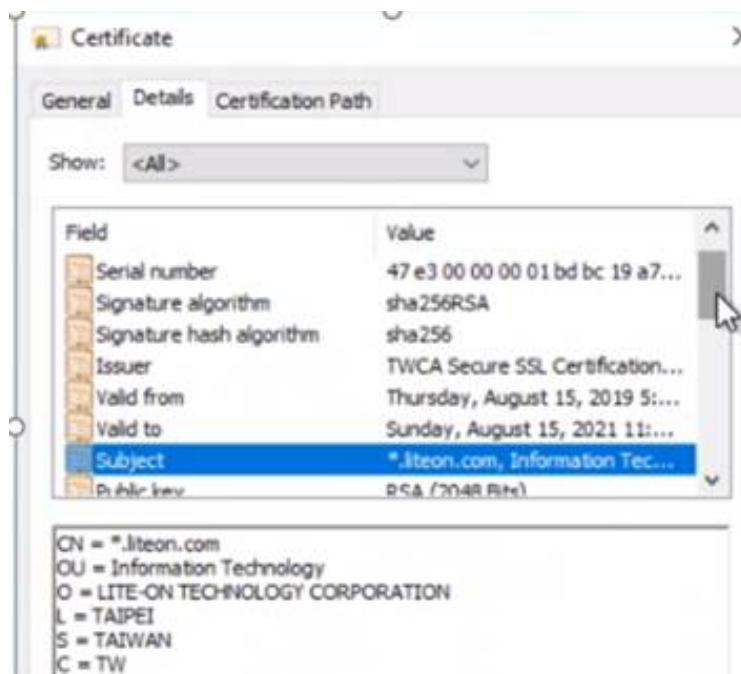 Certificate
General Details Certification Path
Show: <All>
Field Value
Serial number 47 e3 00 00 00 01 bd bc 19 a7...
Signature algorithm sha256RSA
Signature hash algorithm sha256
Issuer TWCA Secure SSL Certification...
Valid from Thursday, August 15, 2019 5:...
Valid to Sunday, August 15, 2021 11:...
Subject *.liteon.com, Information Tec...
Public key RSA (2048 Bits)
CN = *.liteon.com
OU = Information Technology
O = LITE-ON TECHNOLOGY CORPORATION
L = TAIPEI
S = TAIWAN
C = TW